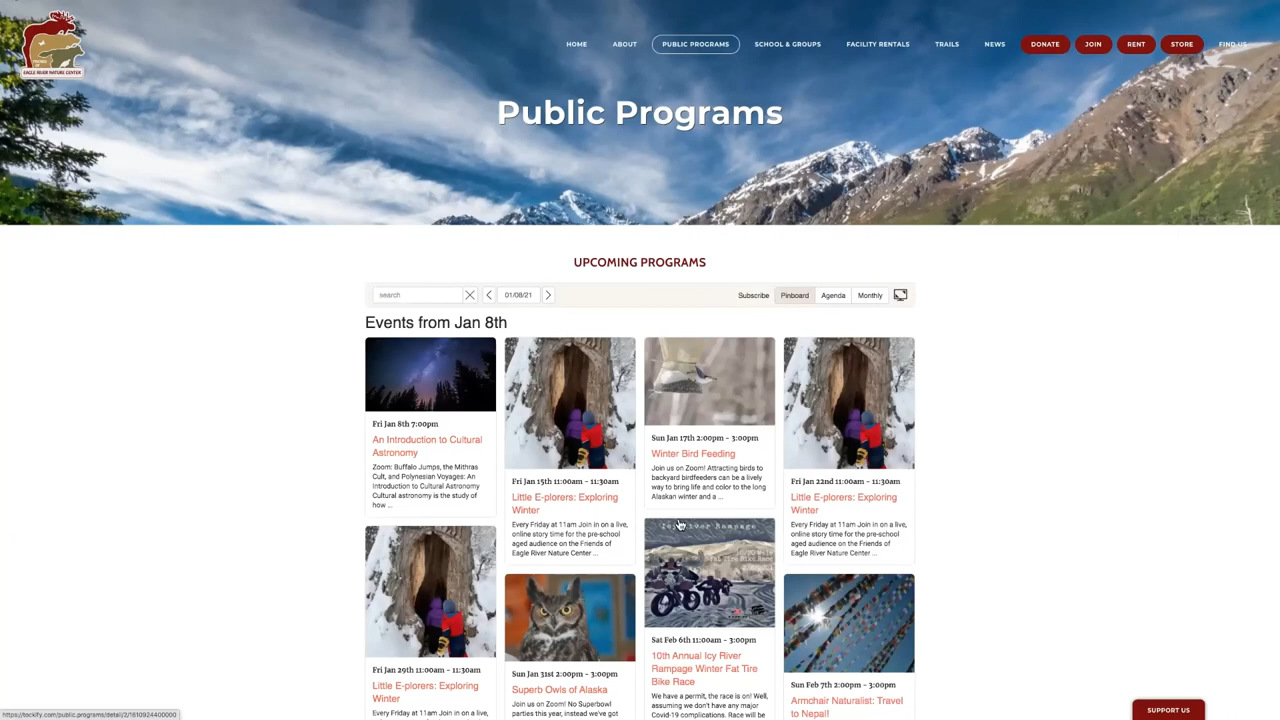 FRIENDS OF
EAGLE RIVER NATURE CENTER
HOME ABOUT PUBLIC PROGRAMS SCHOOL & GROUPS FACILITY RENTALS TRAILS NEWS DONATE JOIN RENT STORE FIND US
Public Programs
UPCOMING PROGRAMS
search 01/08/21 Subscribe Pinboard Agenda Monthly
Events from Jan 8th
Fri Jan 8th 7:00pm
An Introduction to Cultural
Astronomy
Zoom: Buffalo Jumps, the Mithras
Cult, and Polynesian Voyages: An
Introduction to Cultural Astronomy
Cultural astronomy is the study of
how ...
Fri Jan 15th 11:00am - 11:30am
Little E-plorers: Exploring
Winter
Every Friday at 11am Join in on a live,
online story time for the pre-school
aged audience on the Friends of
Eagle River Nature Center ...
Sun Jan 17th 2:00pm - 3:00pm
Winter Bird Feeding
Join us on Zoom! Attracting birds to
backyard birdfeeders can be a lively
way to bring life and color to the long
Alaskan winter and a ...
Fri Jan 22nd 11:00am - 11:30am
Little E-plorers: Exploring
Winter
Every Friday at 11am Join in on a live,
online story time for the pre-school
aged audience on the Friends of
Eagle River Nature Center ...
Fri Jan 29th 11:00am - 11:30am
Little E-plorers: Exploring
Winter
Every Friday at 11am Join in on a live,
Sun Jan 31st 2:00pm - 3:00pm
Superb Owls of Alaska
Join us on Zoom! No Superbowl
parties this year, instead we've got
River Rampage
Fat Tire Bike Race
Sat Feb 6th 11:00am - 3:00pm
10th Annual Icy River
Rampage Winter Fat Tire
Bike Race
We have a permit, the race is on! Well,
assuming we don't have any major
Covid-19 complications. Race will be
Sun Feb 7th 2:00pm - 3:00pm
Armchair Naturalist: Travel
to Nepal!
SUPPORT US
https://tockify.com/public.programs/detail/2/1610924400000